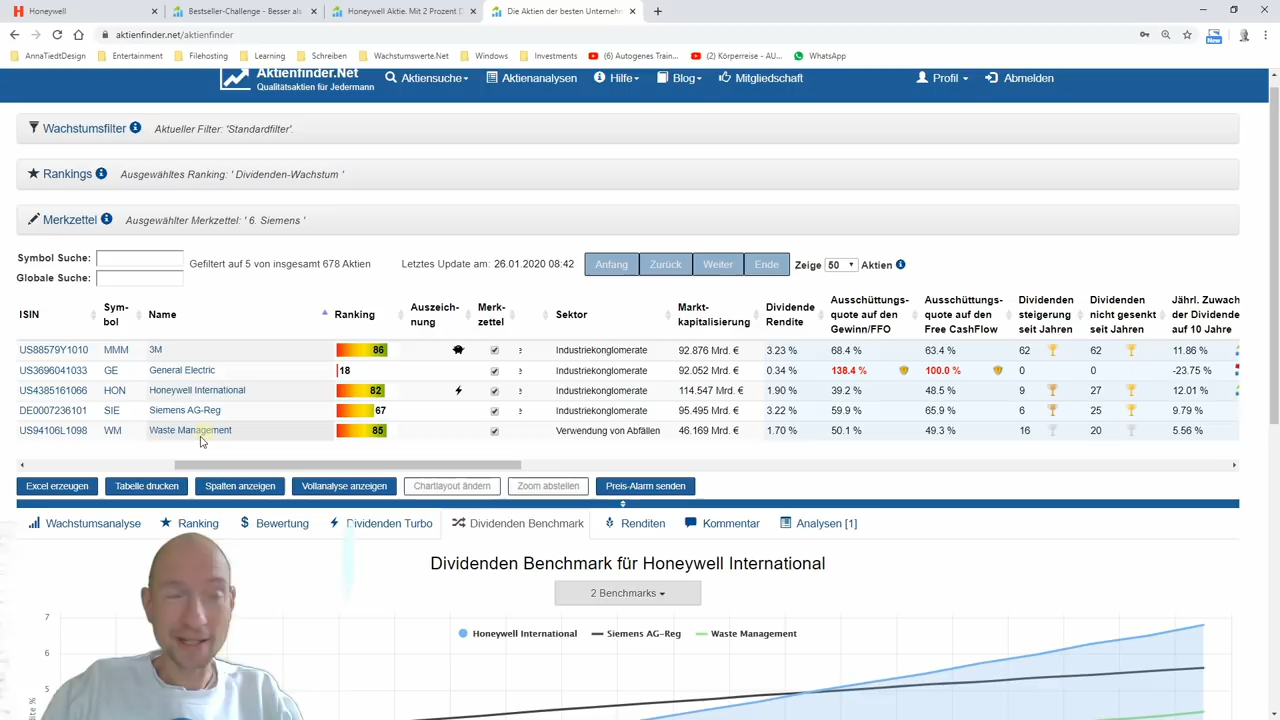 Honeywell
Bestseller-Challenge - Besser als
Honeywell Aktie. Mit 2 Prozent D
Die Aktien der besten Unternehm
aktienfinder.net/aktienfinder
AnnaTiedtDesign
Entertainment
Filehosting
Learning
Schreiben
Wachstumswerte.Net
Windows
Investments
(6) Autogenes Train...
(2) Körperreise - AU...
WhatsApp
New
Aktienfinder.Net
Qualitätsaktien für Jedermann
Aktiensuche
Aktienanalysen
Hilfe
Blog
Mitgliedschaft
Profil
Abmelden
Wachstumsfilter Aktueller Filter: 'Standardfilter'.
Rankings Ausgewähltes Ranking: ' Dividenden-Wachstum '
Merkzettel Ausgewählter Merkzettel: ' 6. Siemens '
Symbol Suche:
Globale Suche:
Gefiltert auf 5 von insgesamt 678 Aktien
Letztes Update am: 26.01.2020 08:42
Anfang Zurück Weiter Ende
Zeige 50 Aktien
ISIN
Sym-
bol
Name
Ranking
Auszeich-
nung
Merk-
zettel
Sektor
Markt-
kapitalisierung
Dividende
Rendite
Ausschüttungs-
quote auf den
Gewinn/FFO
Ausschüttungs-
quote auf den
Free CashFlow
Dividenden
steigerung
seit Jahren
Dividenden
nicht gesenkt
seit Jahren
Jährl. Zuwach
der Dividende
auf 10 Jahre
US88579Y1010 MMM 3M 86 e Industriekonglomerate 92.876 Mrd. € 3.23 % 68.4 % 63.4 % 62 62 11.86 %
US3696041033 GE General Electric 18 Industriekonglomerate 92.052 Mrd. € 0.34 % 138.4 % 100.0 % 0 0 -23.75 %
US4385161066 HON Honeywell International 82 e Industriekonglomerate 114.547 Mrd. € 1.90 % 39.2 % 48.5 % 9 27 12.01 %
DE0007236101 SIE Siemens AG-Reg 67 Industriekonglomerate 95.495 Mrd. € 3.22 % 59.9 % 65.9 % 6 25 9.79 %
US94106L1098 WM Waste Management 85 Verwendung von Abfällen 46.169 Mrd. € 1.70 % 50.1 % 49.3 % 16 20 5.56 %
Excel erzeugen
Tabelle drucken
Spalten anzeigen
Vollanalyse anzeigen
Chartlayout ändern
Zoom abstellen
Preis-Alarm senden
Wachstumsanalyse
Ranking
Bewertung
Dividenden Turbo
Dividenden Benchmark
Renditen
Kommentar
Analysen [1]
Dividenden Benchmark für Honeywell International
2 Benchmarks
Honeywell International
Siemens AG-Reg
Waste Management
7
6
5